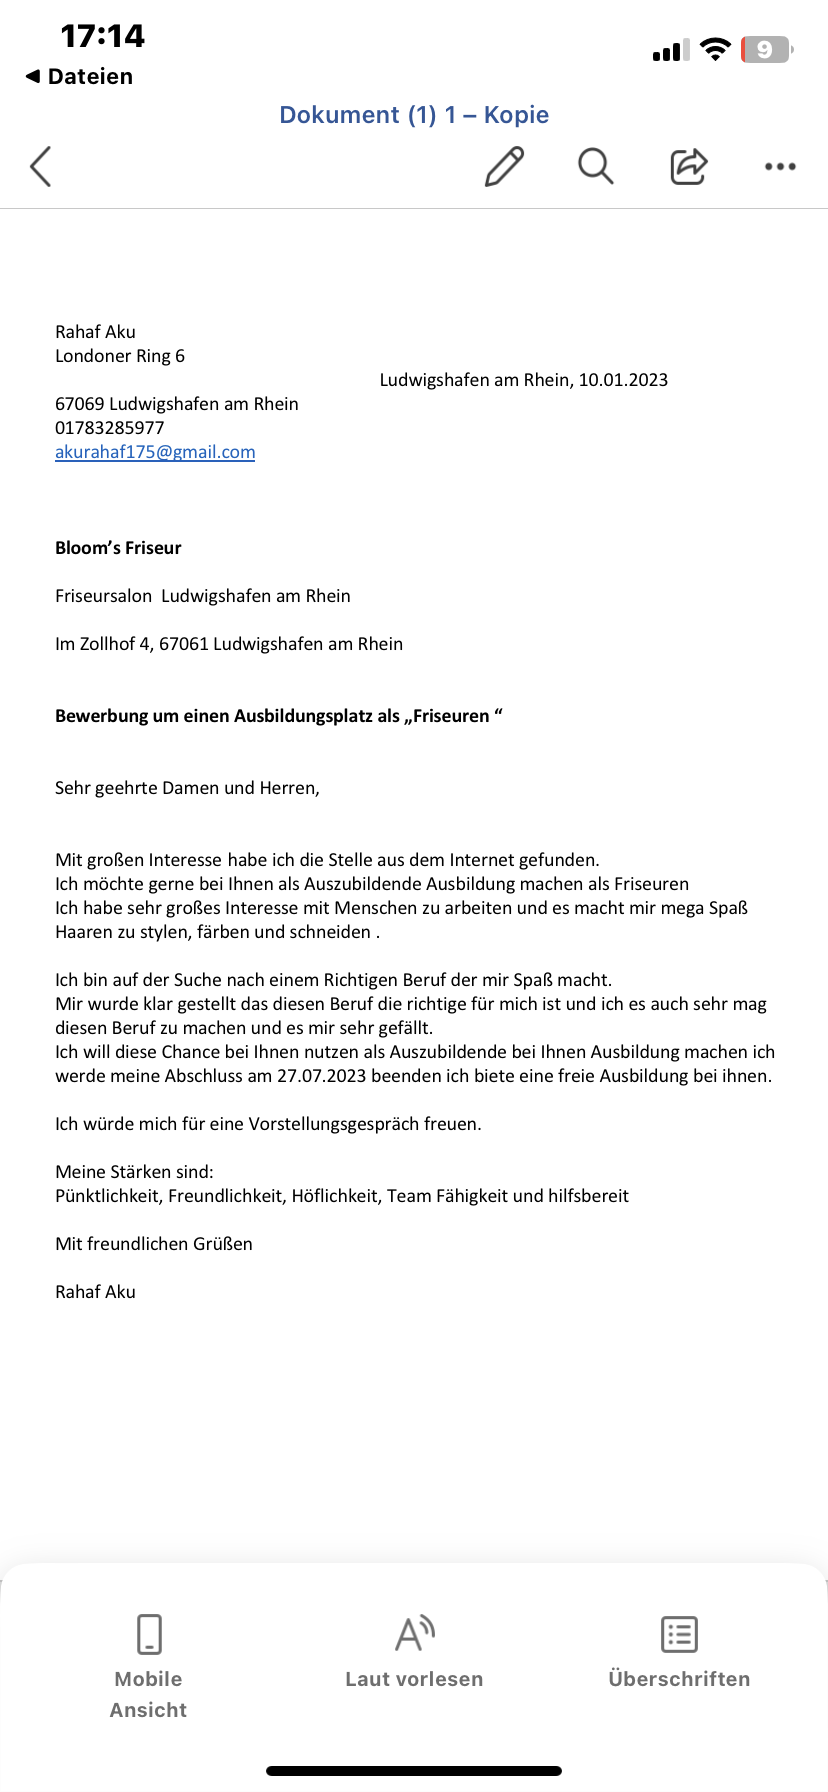 17:14
9
Dateien
Dokument (1) 1 – Kopie
Rahaf Aku
Londoner Ring 6
Ludwigshafen am Rhein, 10.01.2023
67069 Ludwigshafen am Rhein
01783285977
akurahaf175@gmail.com
Bloom’s Friseur
Friseursalon  Ludwigshafen am Rhein
Im Zollhof 4, 67061 Ludwigshafen am Rhein
Bewerbung um einen Ausbildungsplatz als „Friseuren “
Sehr geehrte Damen und Herren,
Mit großen Interesse habe ich die Stelle aus dem Internet gefunden.
Ich möchte gerne bei Ihnen als Auszubildende Ausbildung machen als Friseuren
Ich habe sehr großes Interesse mit Menschen zu arbeiten und es macht mir mega Spaß
Haaren zu stylen, färben und schneiden .
Ich bin auf der Suche nach einem Richtigen Beruf der mir Spaß macht.
Mir wurde klar gestellt das diesen Beruf die richtige für mich ist und ich es auch sehr mag
diesen Beruf zu machen und es mir sehr gefällt.
Ich will diese Chance bei Ihnen nutzen als Auszubildende bei Ihnen Ausbildung machen ich
werde meine Abschluss am 27.07.2023 beenden ich biete eine freie Ausbildung bei ihnen.
Ich würde mich für eine Vorstellungsgespräch freuen.
Meine Stärken sind:
Pünktlichkeit, Freundlichkeit, Höflichkeit, Team Fähigkeit und hilfsbereit
Mit freundlichen Grüßen
Rahaf Aku
Mobile
Ansicht
Laut vorlesen
Überschriften